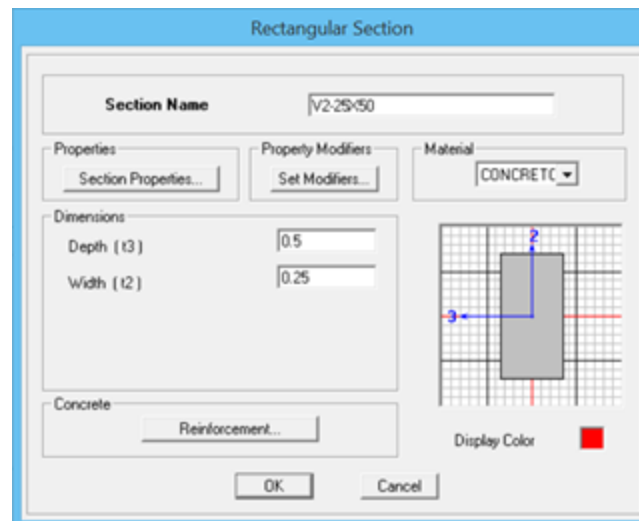 Rectangular Section
Section Name V2-25X50
Properties Property Modifiers Material
Section Properties... Set Modifiers... CONCRETO
Dimensions
Depth ( t3 ) 0.5
Width ( t2 ) 0.25
2
3
Concrete
Reinforcement...
Display Color
OK Cancel